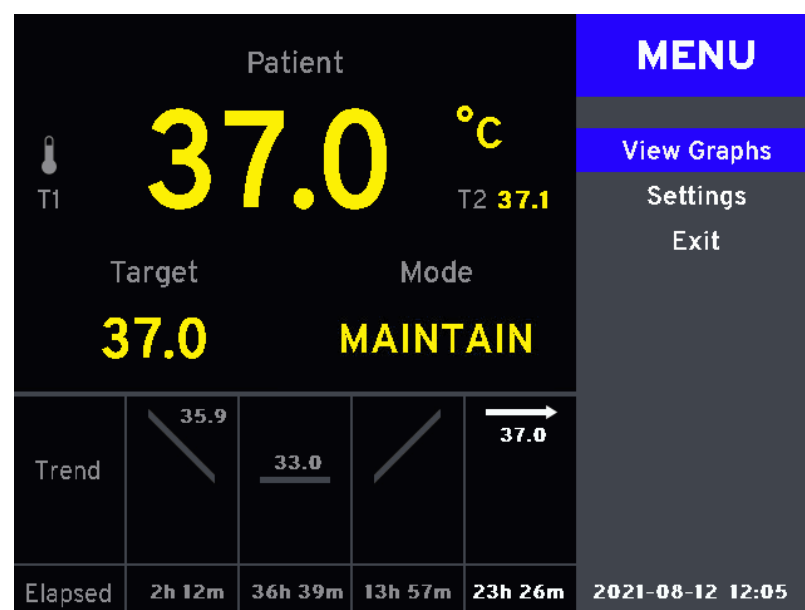 Patient
37.0 °C
T1
T2 37.1
Target
Mode
37.0
MAINTAIN
Trend
35.9
33.0
37.0
Elapsed
2h 12m
36h 39m
13h 57m
23h 26m
MENU
View Graphs
Settings
Exit
2021-08-12 12:05